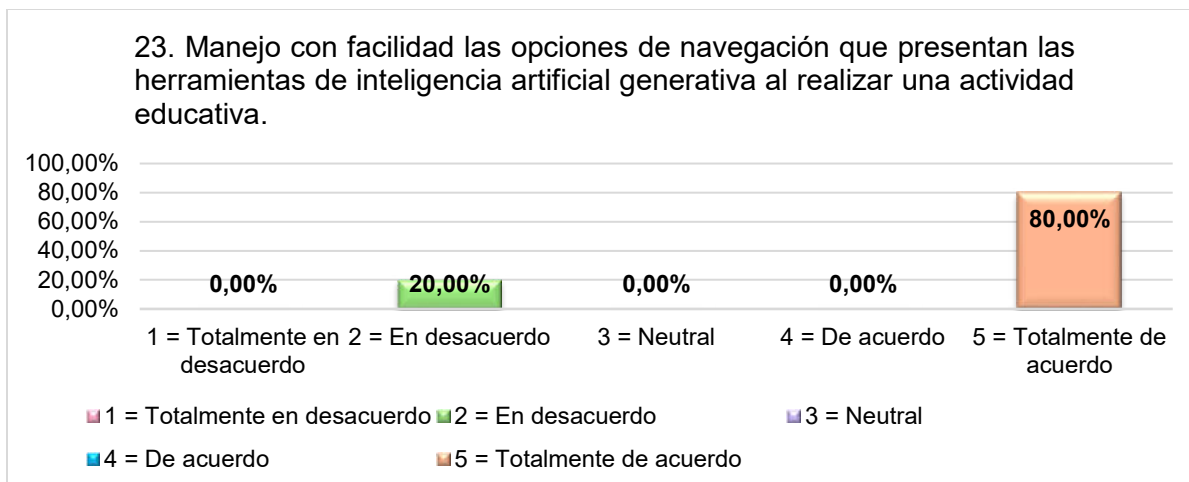 23. Manejo con facilidad las opciones de navegación que presentan las
herramientas de inteligencia artificial generativa al realizar una actividad
educativa.
100,00%
80,00%
60,00%
40,00%
20,00%
0,00%
0,00%
20,00%
0,00%
0,00%
80,00%
1 = Totalmente en
desacuerdo
2 = En desacuerdo
3 = Neutral
4 = De acuerdo
5 = Totalmente de
acuerdo
1 = Totalmente en desacuerdo
2 = En desacuerdo
3 = Neutral
4 = De acuerdo
5 = Totalmente de acuerdo